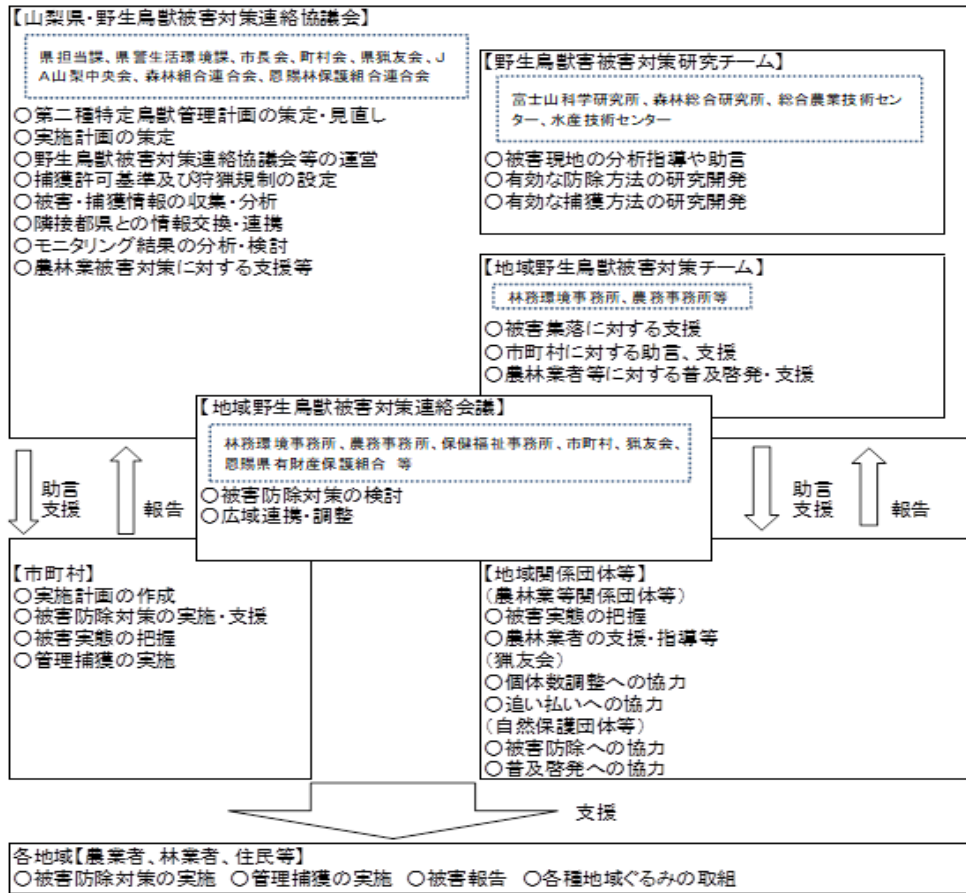 【山梨県・野生鳥獣被害対策連絡協議会】
県担当課、県警生活環境課、市長会、町村会、県猟友会、J
A山梨中央会、森林組合連合会、恩賜林保護組合連合会
○第二種特定鳥獣管理計画の策定・見直し
○実施計画の策定
○野生鳥獣被害対策連絡協議会等の運営
○捕獲許可基準及び狩猟規制の設定
○被害・捕獲情報の収集・分析
○隣接都県との情報交換・連携
○モニタリング結果の分析・検討
○農林業被害対策に対する支援等
【野生鳥獣害被害対策研究チーム】
富士山科学研究所、森林総合研究所、総合農業技術セン
ター、水産技術センター
○被害現地の分析指導や助言
○有効な防除方法の研究開発
○有効な捕獲方法の研究開発
【地域野生鳥獣被害対策チーム】
林務環境事務所、農務事務所等
○被害集落に対する支援
○市町村に対する助言、支援
○農林業者等に対する普及啓発・支援
【地域野生鳥獣被害対策連絡会議】
林務環境事務所、農務事務所、保健福祉事務所、市町村、猟友会、
恩賜県有財産保護組合 等
○被害防除対策の検討
○広域連携・調整
助言
支援
報告
助言
支援
報告
【市町村】
○実施計画の作成
○被害防除対策の実施・支援
○被害実態の把握
○管理捕獲の実施
【地域関係団体等】
(農林業等関係団体等)
○被害実態の把握
○農林業者の支援・指導等
(猟友会)
○個体数調整への協力
○追い払いへの協力
(自然保護団体等)
○被害防除への協力
○普及啓発への協力
支援
各地域【農業者、林業者、住民等】
○被害防除対策の実施 ○管理捕獲の実施 ○被害報告 ○各種地域ぐるみの取組